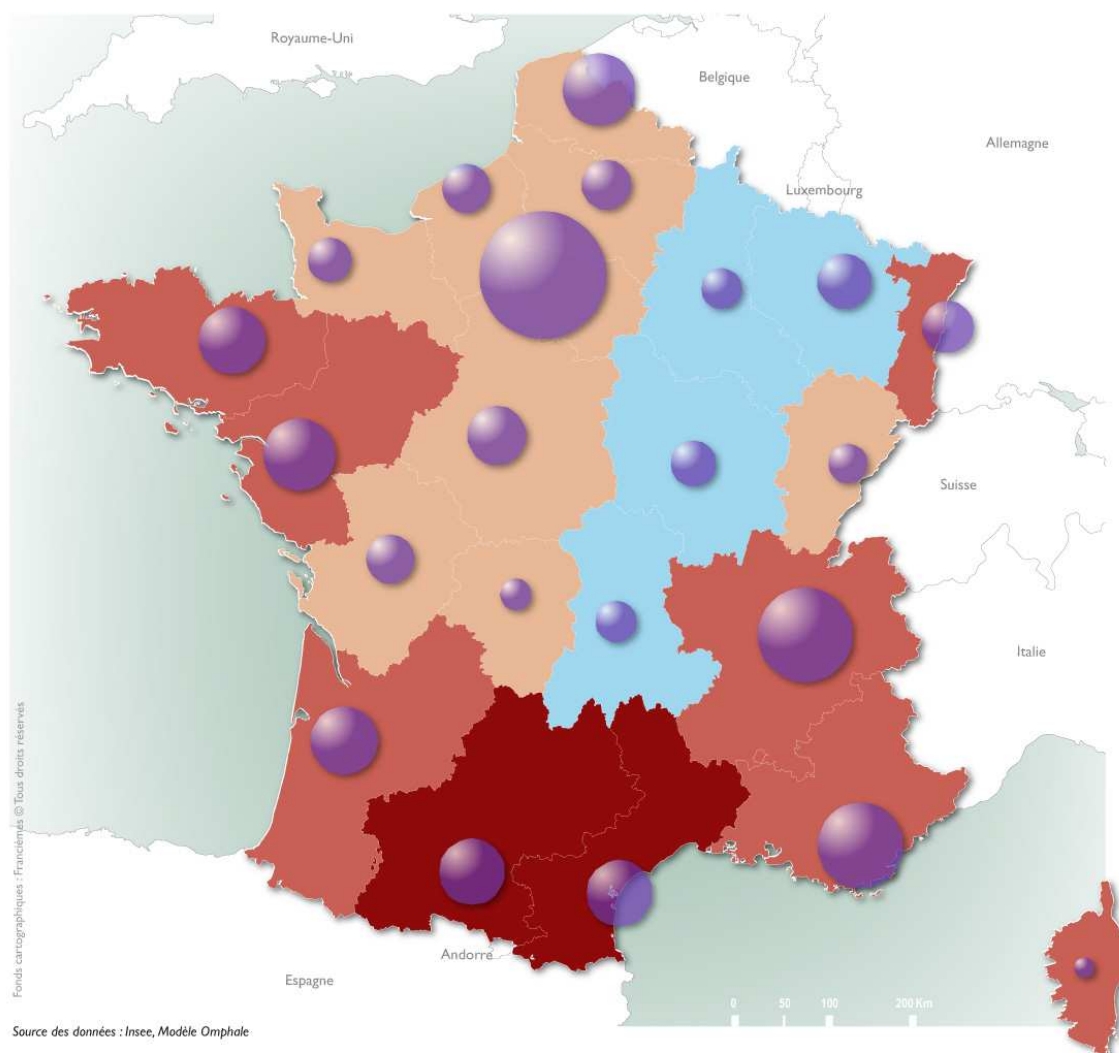 Royaume-Uni
Belgique
Allemagne
Luxembourg
Suisse
Italie
Andorre
Espagne
0 50 100 200 Km
Fonds cartographiques : Franciémes © Tous droits réservés
Source des données : Insee, Modèle Omphale